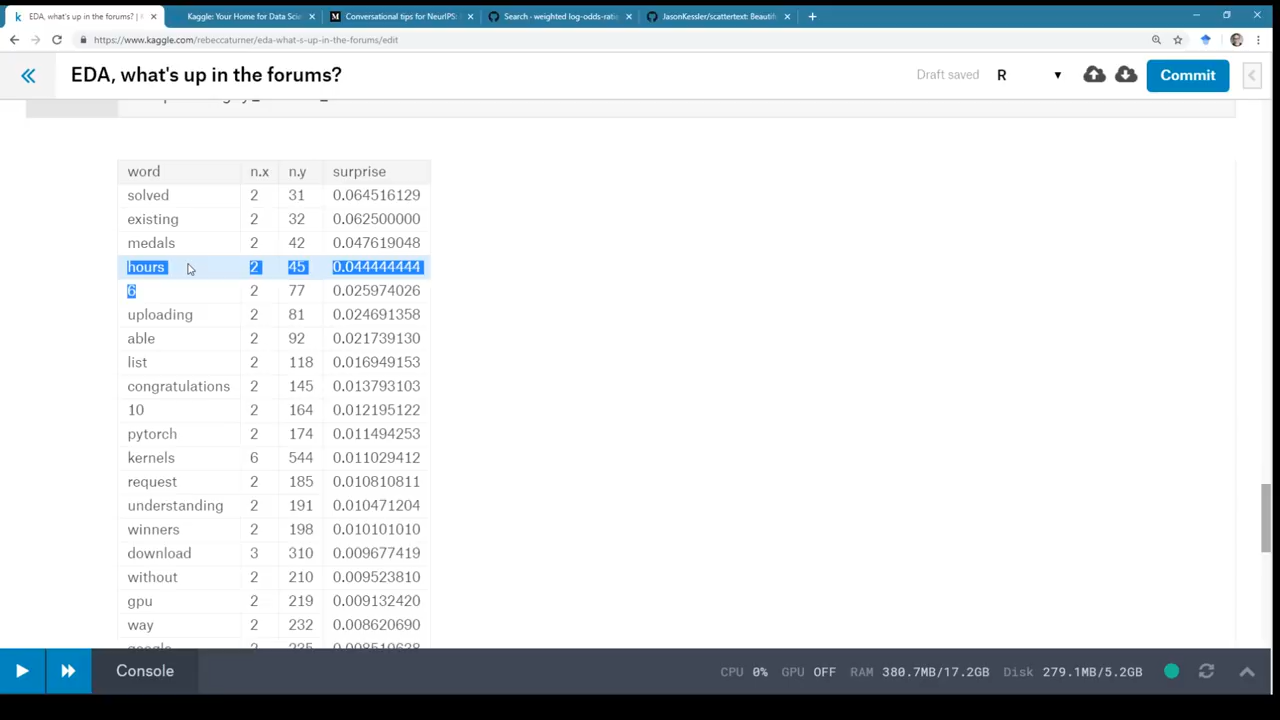 EDA, what's up in the forums? |
Kaggle: Your Home for Data Scie
Conversational tips for NeurIPS:
Search · weighted log-odds-ratio
JasonKessler/scattertext: Beautif
https://www.kaggle.com/rebeccaturner/eda-what-s-up-in-the-forums/edit
EDA, what's up in the forums?
Draft saved
R
Commit
word n.x n.y surprise
solved 2 31 0.064516129
existing 2 32 0.062500000
medals 2 42 0.047619048
hours 2 45 0.044444444
6 2 77 0.025974026
uploading 2 81 0.024691358
able 2 92 0.021739130
list 2 118 0.016949153
congratulations 2 145 0.013793103
10 2 164 0.012195122
pytorch 2 174 0.011494253
kernels 6 544 0.011029412
request 2 185 0.010810811
understanding 2 191 0.010471204
winners 2 198 0.010101010
download 3 310 0.009677419
without 2 210 0.009523810
gpu 2 219 0.009132420
way 2 232 0.008620690
google 2 235 0.008510638
Console
CPU 0% GPU OFF RAM 380.7MB/17.2GB Disk 279.1MB/5.2GB